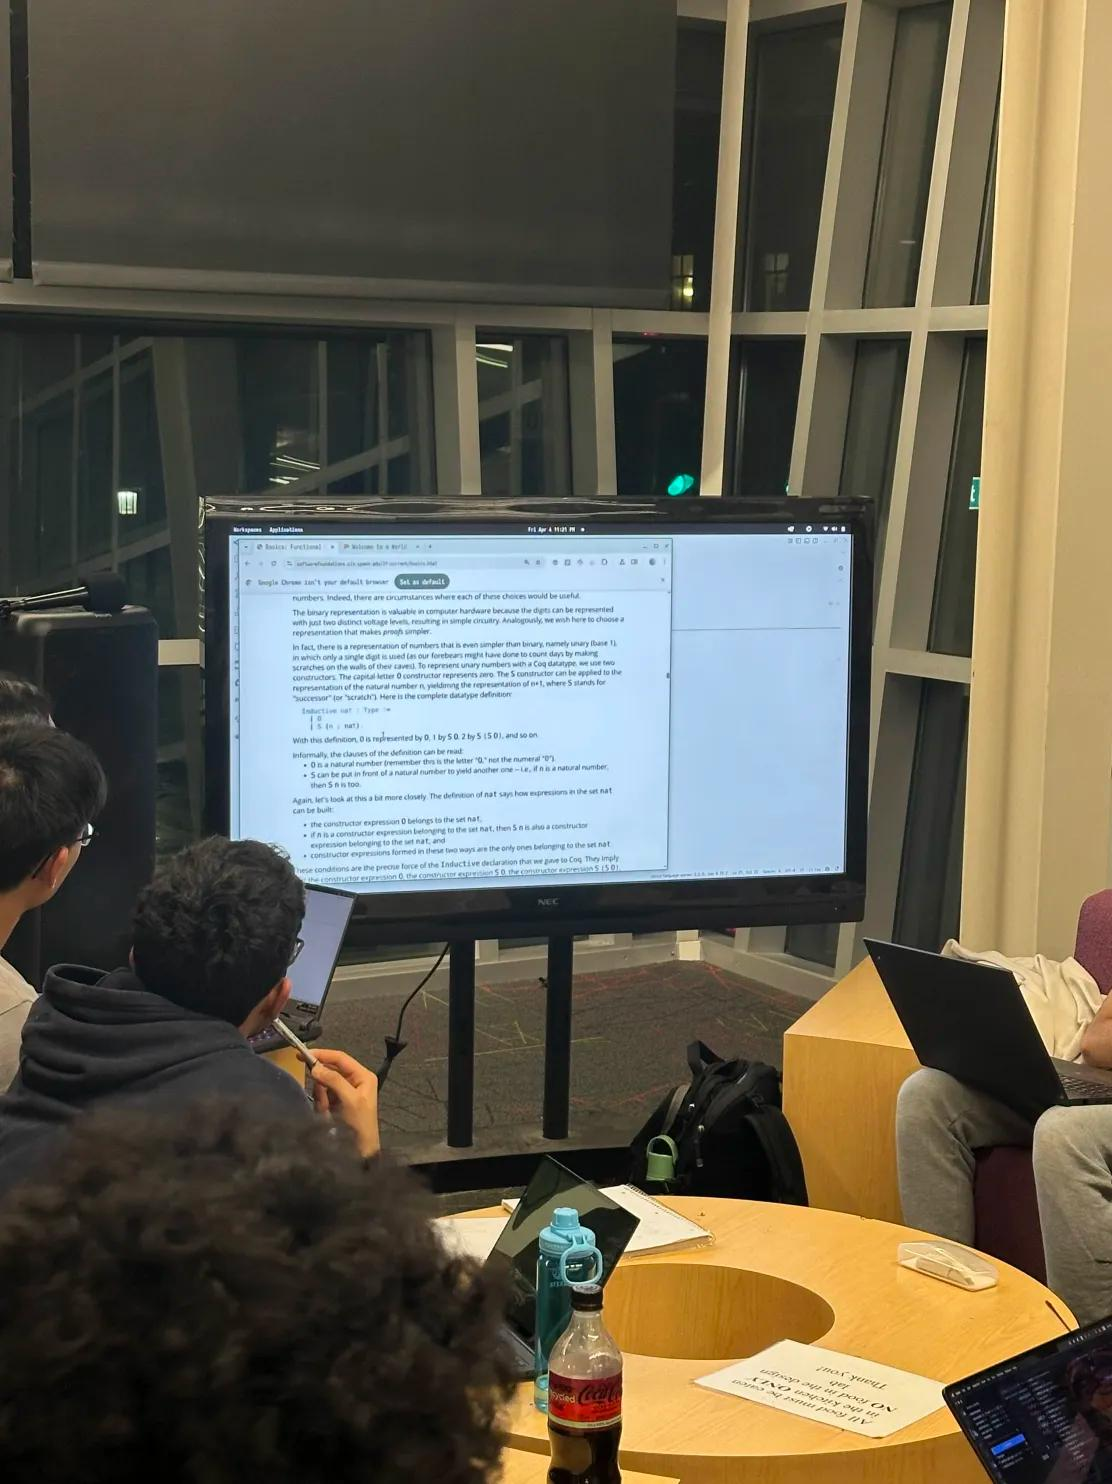 Workspaces Applications
Fri Apr 4 11:21 PM
Basics: Functional
Welcome to a World
softwarefoundations.cis.upenn.edu/lf-current/Basics.html
Google Chrome isn't your default browser Set as default
numbers. Indeed, there are circumstances where each of these choices would be useful.
The binary representation is valuable in computer hardware because the digits can be represented
with just two distinct voltage levels, resulting in simple circuitry. Analogously, we wish here to choose a
representation that makes proofs simpler.
In fact, there is a representation of numbers that is even simpler than binary, namely unary (base 1),
in which only a single digit is used (as our forebears might have done to count days by making
scratches on the walls of their caves). To represent unary numbers with a Coq datatype, we use two
constructors. The capital-letter O constructor represents zero. The S constructor can be applied to the
representation of the natural number n, yieldimng the representation of n+1, where S stands for
"successor" (or "scratch"). Here is the complete datatype definition:
Inductive nat : Type :=
| O
| S (n : nat).
With this definition, 0 is represented by O, 1 by S O, 2 by S (S O), and so on.
Informally, the clauses of the definition can be read:
• O is a natural number (remember this is the letter "O," not the numeral "0").
• S can be put in front of a natural number to yield another one – i.e., if n is a natural number,
then S n is too.
Again, let's look at this a bit more closely. The definition of nat says how expressions in the set nat
can be built:
• the constructor expression O belongs to the set nat,
• if n is a constructor expression belonging to the set nat, then S n is also a constructor
expression belonging to the set nat; and
• constructor expressions formed in these two ways are the only ones belonging to the set nat.
These conditions are the precise force of the Inductive declaration that we gave to Coq. They imply
the constructor expression O, the constructor expression S O, the constructor expression S (S O),
NEC
All food must be eaten
in the kitchen ONLY
NO food in the design
lab
Thank you!
recycled
Coca-Cola